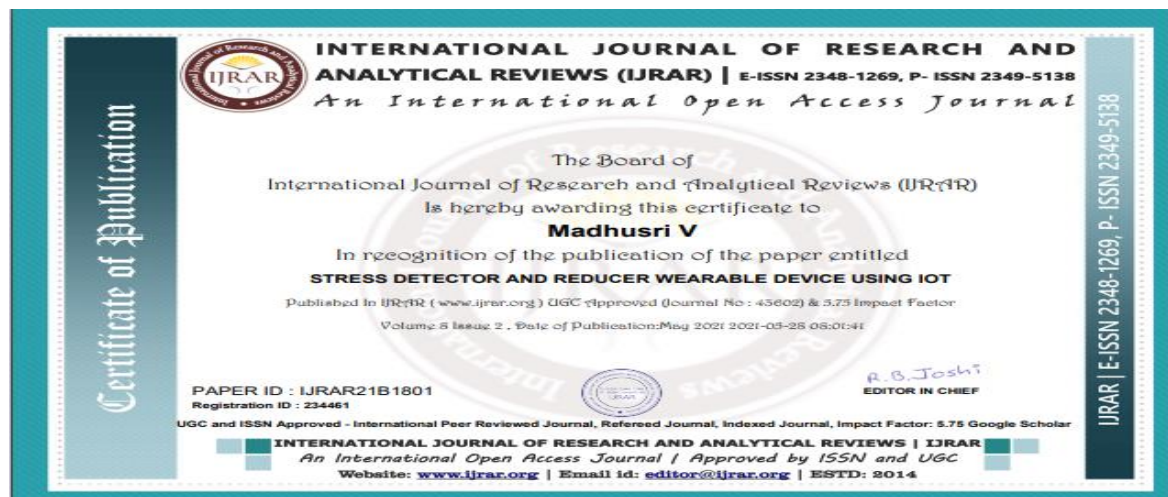 Certificate of Publication
IJRAR
INTERNATIONAL JOURNAL OF RESEARCH AND
ANALYTICAL REVIEWS (IJRAR) | E-ISSN 2348-1269, P- ISSN 2349-5138
An International Open Access Journal
The Board of
International Journal of Research and Analytical Reviews (IJRAR)
Is hereby awarding this certificate to
Madhusri V
In recognition of the publication of the paper entitled
STRESS DETECTOR AND REDUCER WEARABLE DEVICE USING IOT
Published In IJRAR ( www.ijrar.org ) UGC Approved (Journal No : 43602) & 5.75 Impact Factor
Volume 8 Issue 2 , Date of Publication:May 2021 2021-05-28 08:01:41
R.B.Joshi
PAPER ID : IJRAR21B1801
Registration ID : 234461
EDITOR IN CHIEF
UGC and ISSN Approved - International Peer Reviewed Journal, Refereed Journal, Indexed Journal, Impact Factor: 5.75 Google Scholar
INTERNATIONAL JOURNAL OF RESEARCH AND ANALYTICAL REVIEWS | IJRAR
An International Open Access Journal | Approved by ISSN and UGC
Website: www.ijrar.org | Email id: editor@ijrar.org | ESTD: 2014
IJRAR | E-ISSN 2348-1269, P- ISSN 2349-5138